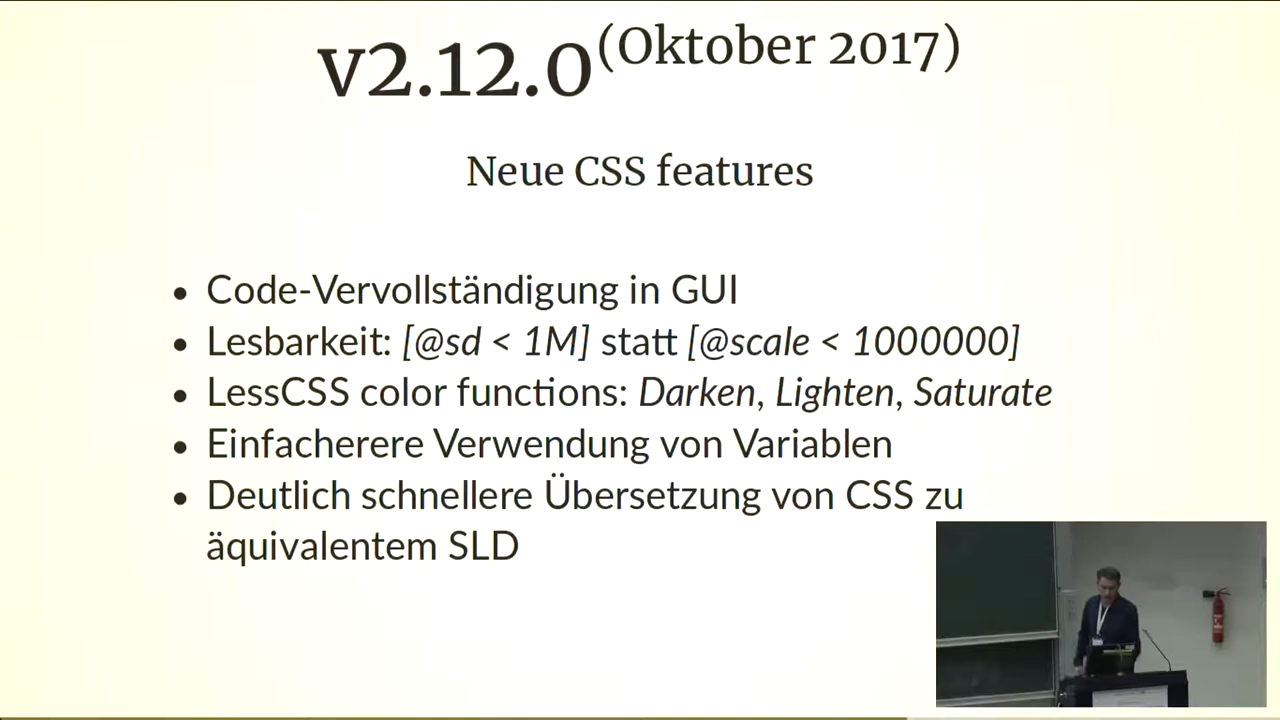 v2.12.0(Oktober 2017)
Neue CSS features
• Code-Vervollständigung in GUI
• Lesbarkeit: [@sd < 1M] statt [@scale < 1000000]
• LessCSS color functions: Darken, Lighten, Saturate
• Einfacherere Verwendung von Variablen
• Deutlich schnellere Übersetzung von CSS zu
äquivalentem SLD